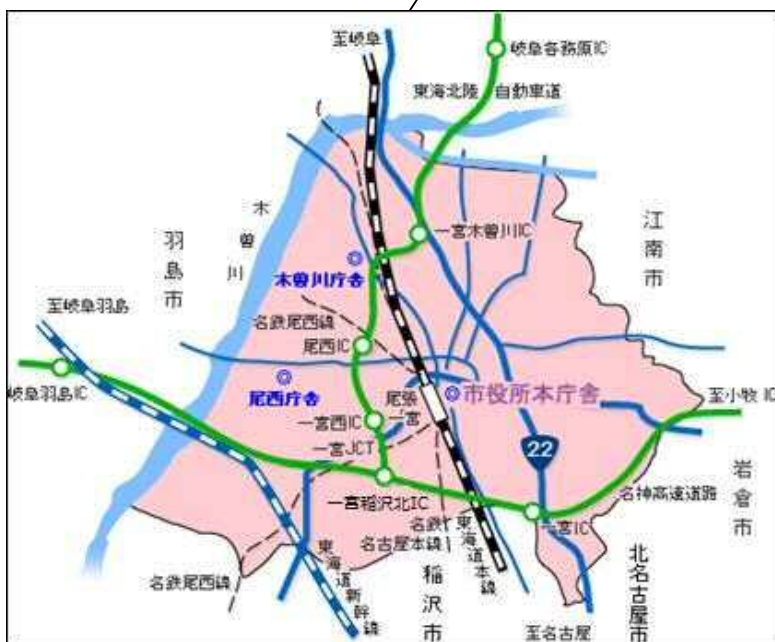 至岐阜
岐阜各務原IC
東海北陸
自動車道
木曽川
羽島市
江南市
一宮木曽川IC
木曽川庁舎
至岐阜羽島
名鉄尾西線
尾西IC
岐阜羽島IC
尾西庁舎
尾張一宮
市役所本庁舎
至小牧IC
一宮西IC
一宮JCT
22
岩倉市
一宮稲沢北IC
名神高速道路
一宮IC
名鉄
名古屋本線
東海道本線
名鉄尾西線
東海道新幹線
稲沢市
北名古屋市
至名古屋